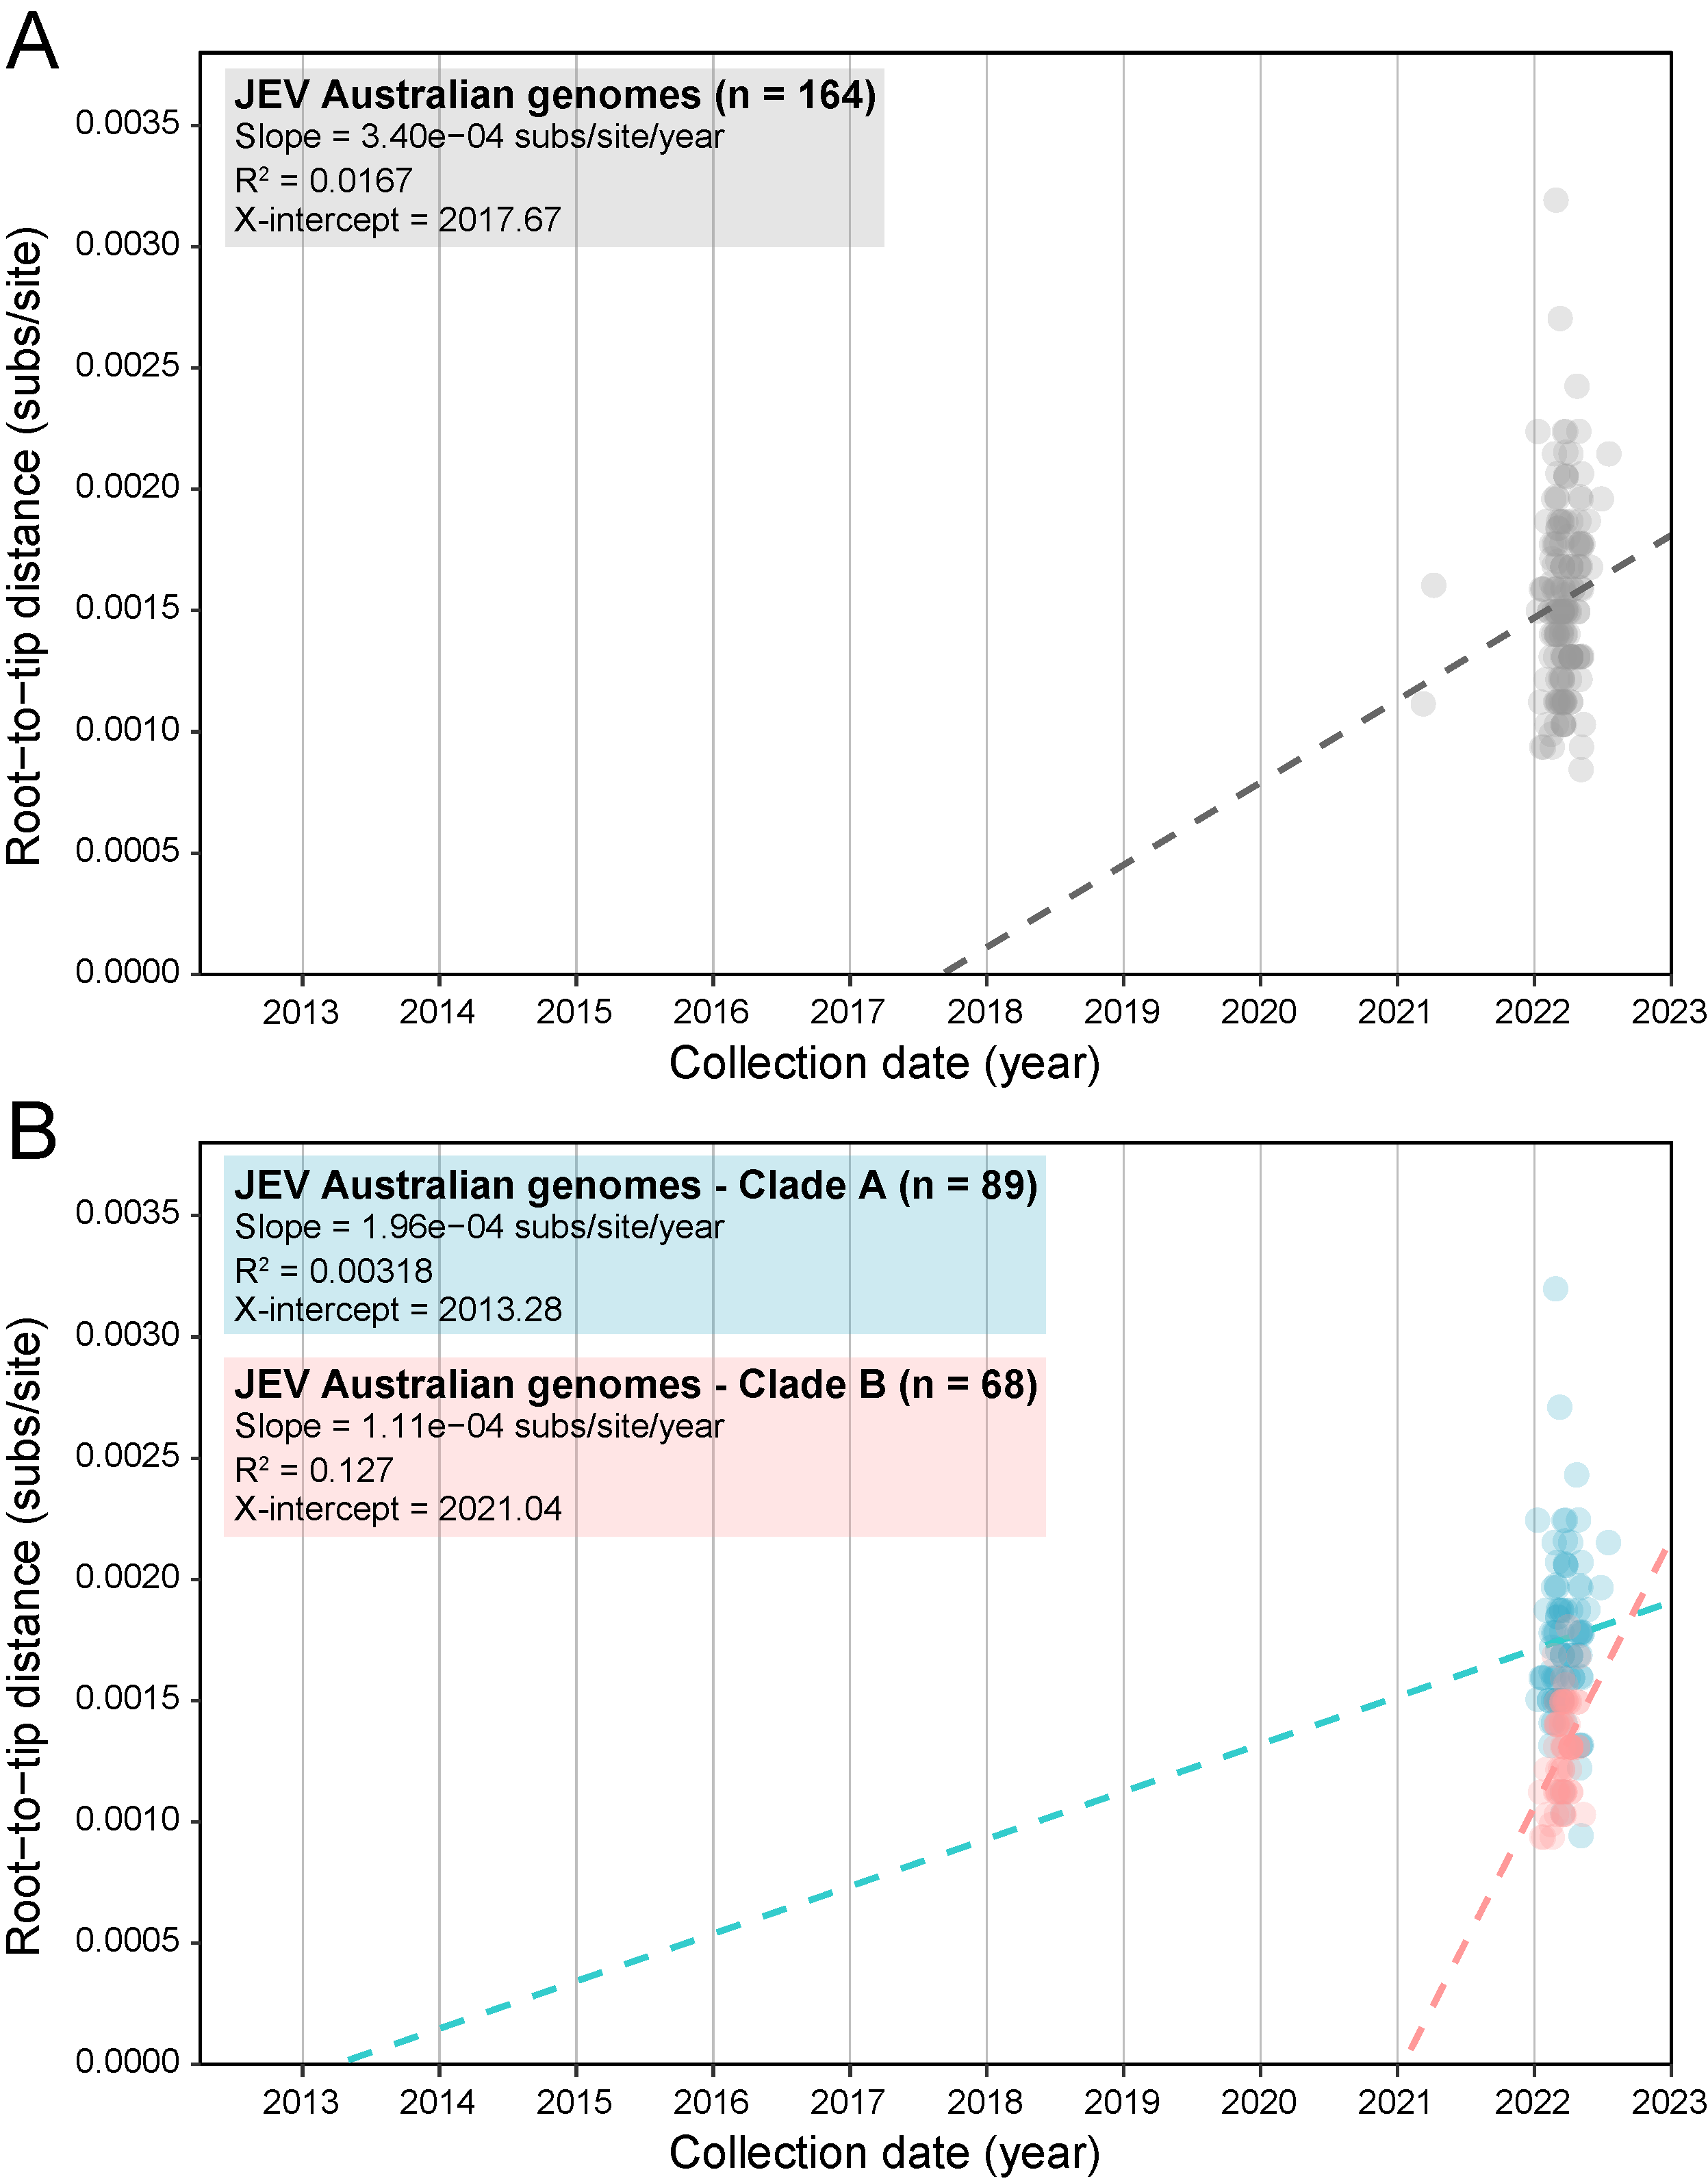 A
JEV Australian genomes (n = 164)
Slope = 3.40e−04 subs/site/year
R² = 0.0167
X-intercept = 2017.67
Root−to−tip distance (subs/site)
0.0035
0.0030
0.0025
0.0020
0.0015
0.0010
0.0005
0.0000
2013 2014 2015 2016 2017 2018 2019 2020 2021 2022 2023
Collection date (year)
B
JEV Australian genomes - Clade A (n = 89)
Slope = 1.96e−04 subs/site/year
R² = 0.00318
X-intercept = 2013.28
JEV Australian genomes - Clade B (n = 68)
Slope = 1.11e−04 subs/site/year
R² = 0.127
X-intercept = 2021.04
Root−to−tip distance (subs/site)
0.0035
0.0030
0.0025
0.0020
0.0015
0.0010
0.0005
0.0000
2013 2014 2015 2016 2017 2018 2019 2020 2021 2022 2023
Collection date (year)